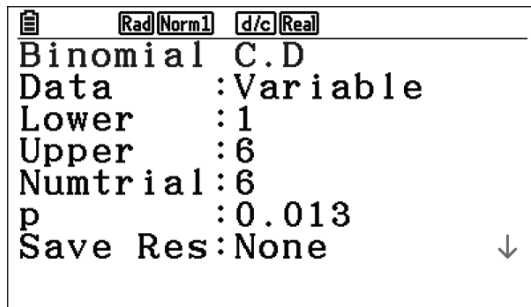 Rad Norm1 d/c Real
Binomial C.D
Data :Variable
Lower :1
Upper :6
Numtrial:6
p :0.013
Save Res:None